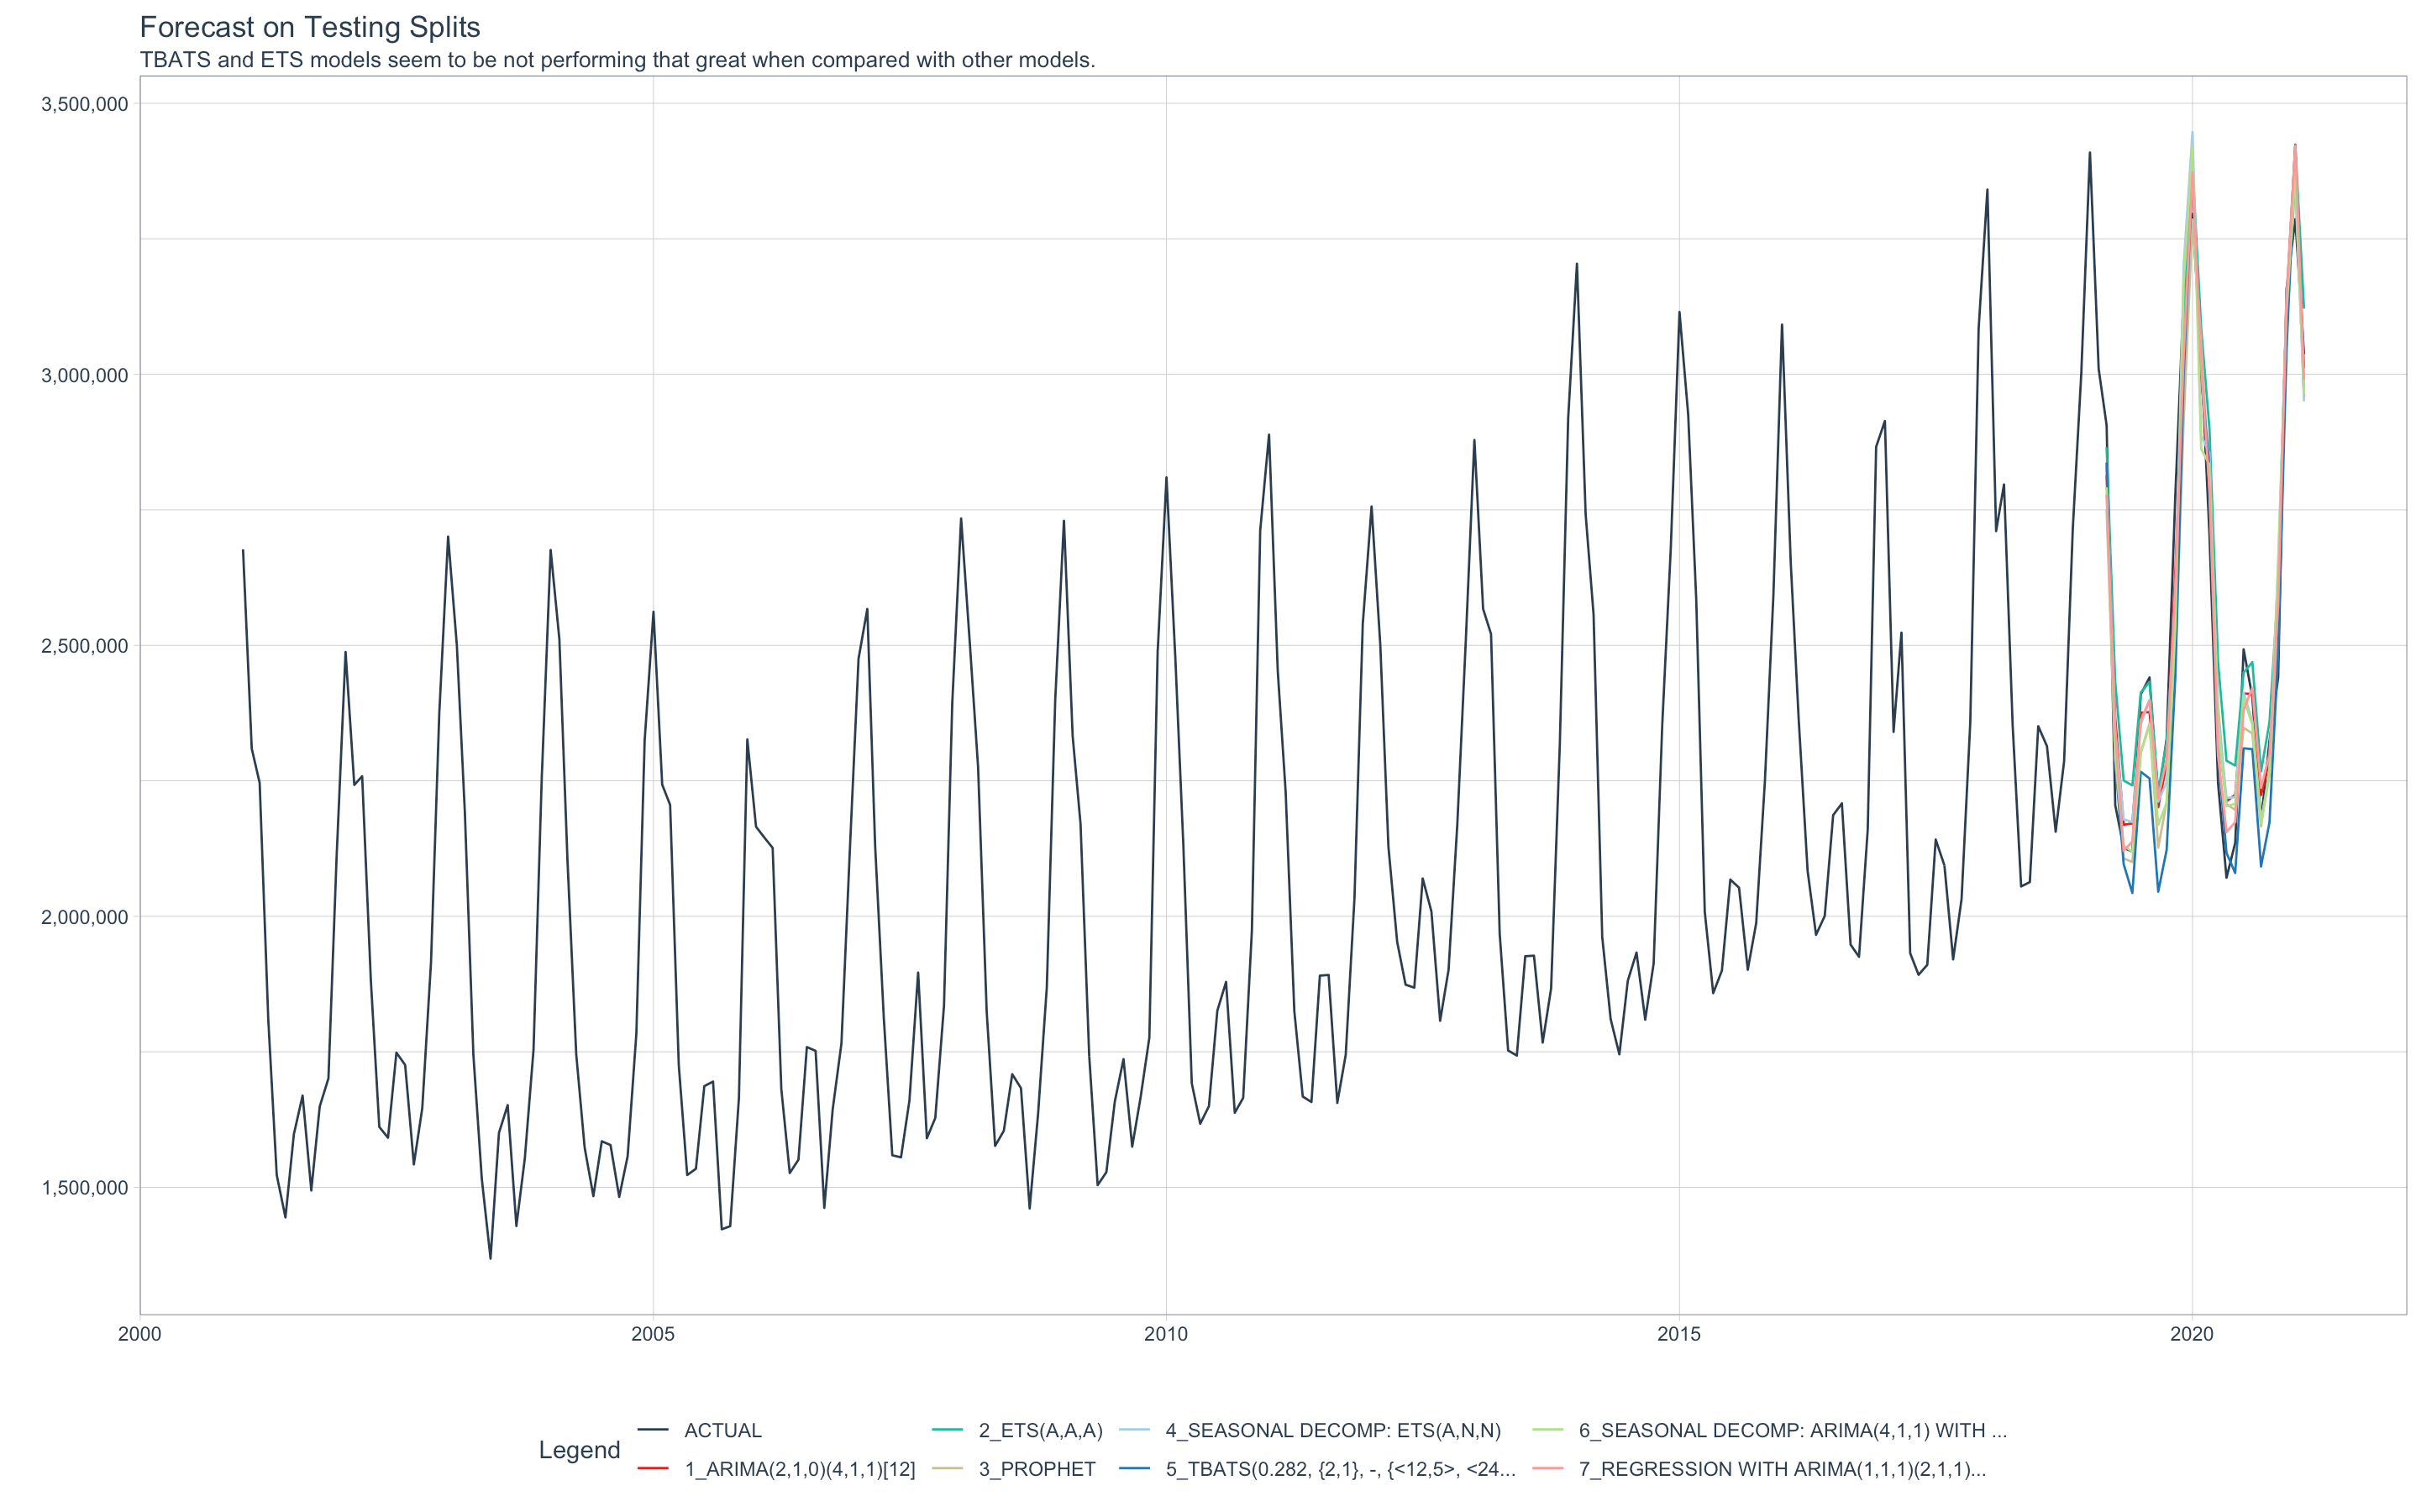 Forecast on Testing Splits
TBATS and ETS models seem to be not performing that great when compared with other models.
3,500,000
3,000,000
2,500,000
2,000,000
1,500,000
2000 2005 2010 2015 2020
Legend
ACTUAL 2_ETS(A,A,A) 4_SEASONAL DECOMP: ETS(A,N,N) 6_SEASONAL DECOMP: ARIMA(4,1,1) WITH ...
1_ARIMA(2,1,0)(4,1,1)[12] 3_PROPHET 5_TBATS(0.282, {2,1}, -, {<12,5>, <24... 7_REGRESSION WITH ARIMA(1,1,1)(2,1,1)...